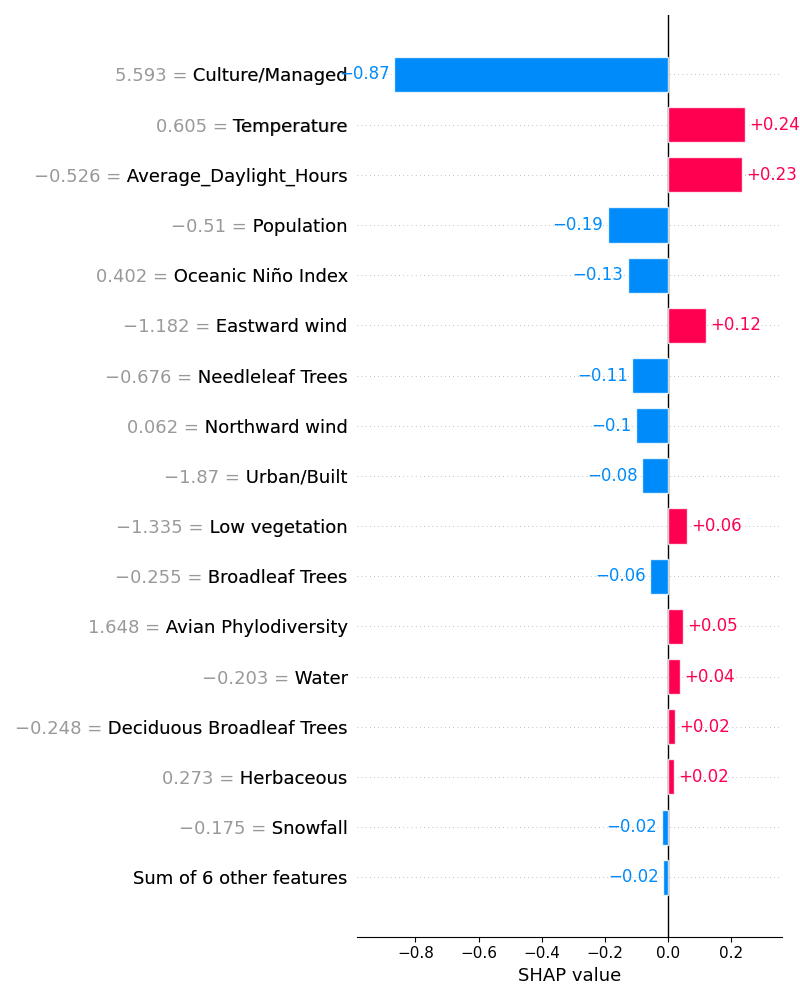 5.593 = Culture/Managed −0.87
0.605 = Temperature +0.24
−0.526 = Average_Daylight_Hours +0.23
−0.51 = Population −0.19
0.402 = Oceanic Niño Index −0.13
−1.182 = Eastward wind +0.12
−0.676 = Needleleaf Trees −0.11
0.062 = Northward wind −0.1
−1.87 = Urban/Built −0.08
−1.335 = Low vegetation +0.06
−0.255 = Broadleaf Trees −0.06
1.648 = Avian Phylodiversity +0.05
−0.203 = Water +0.04
−0.248 = Deciduous Broadleaf Trees +0.02
0.273 = Herbaceous +0.02
−0.175 = Snowfall −0.02
Sum of 6 other features −0.02
−0.8 −0.6 −0.4 −0.2 0.0 0.2
SHAP value